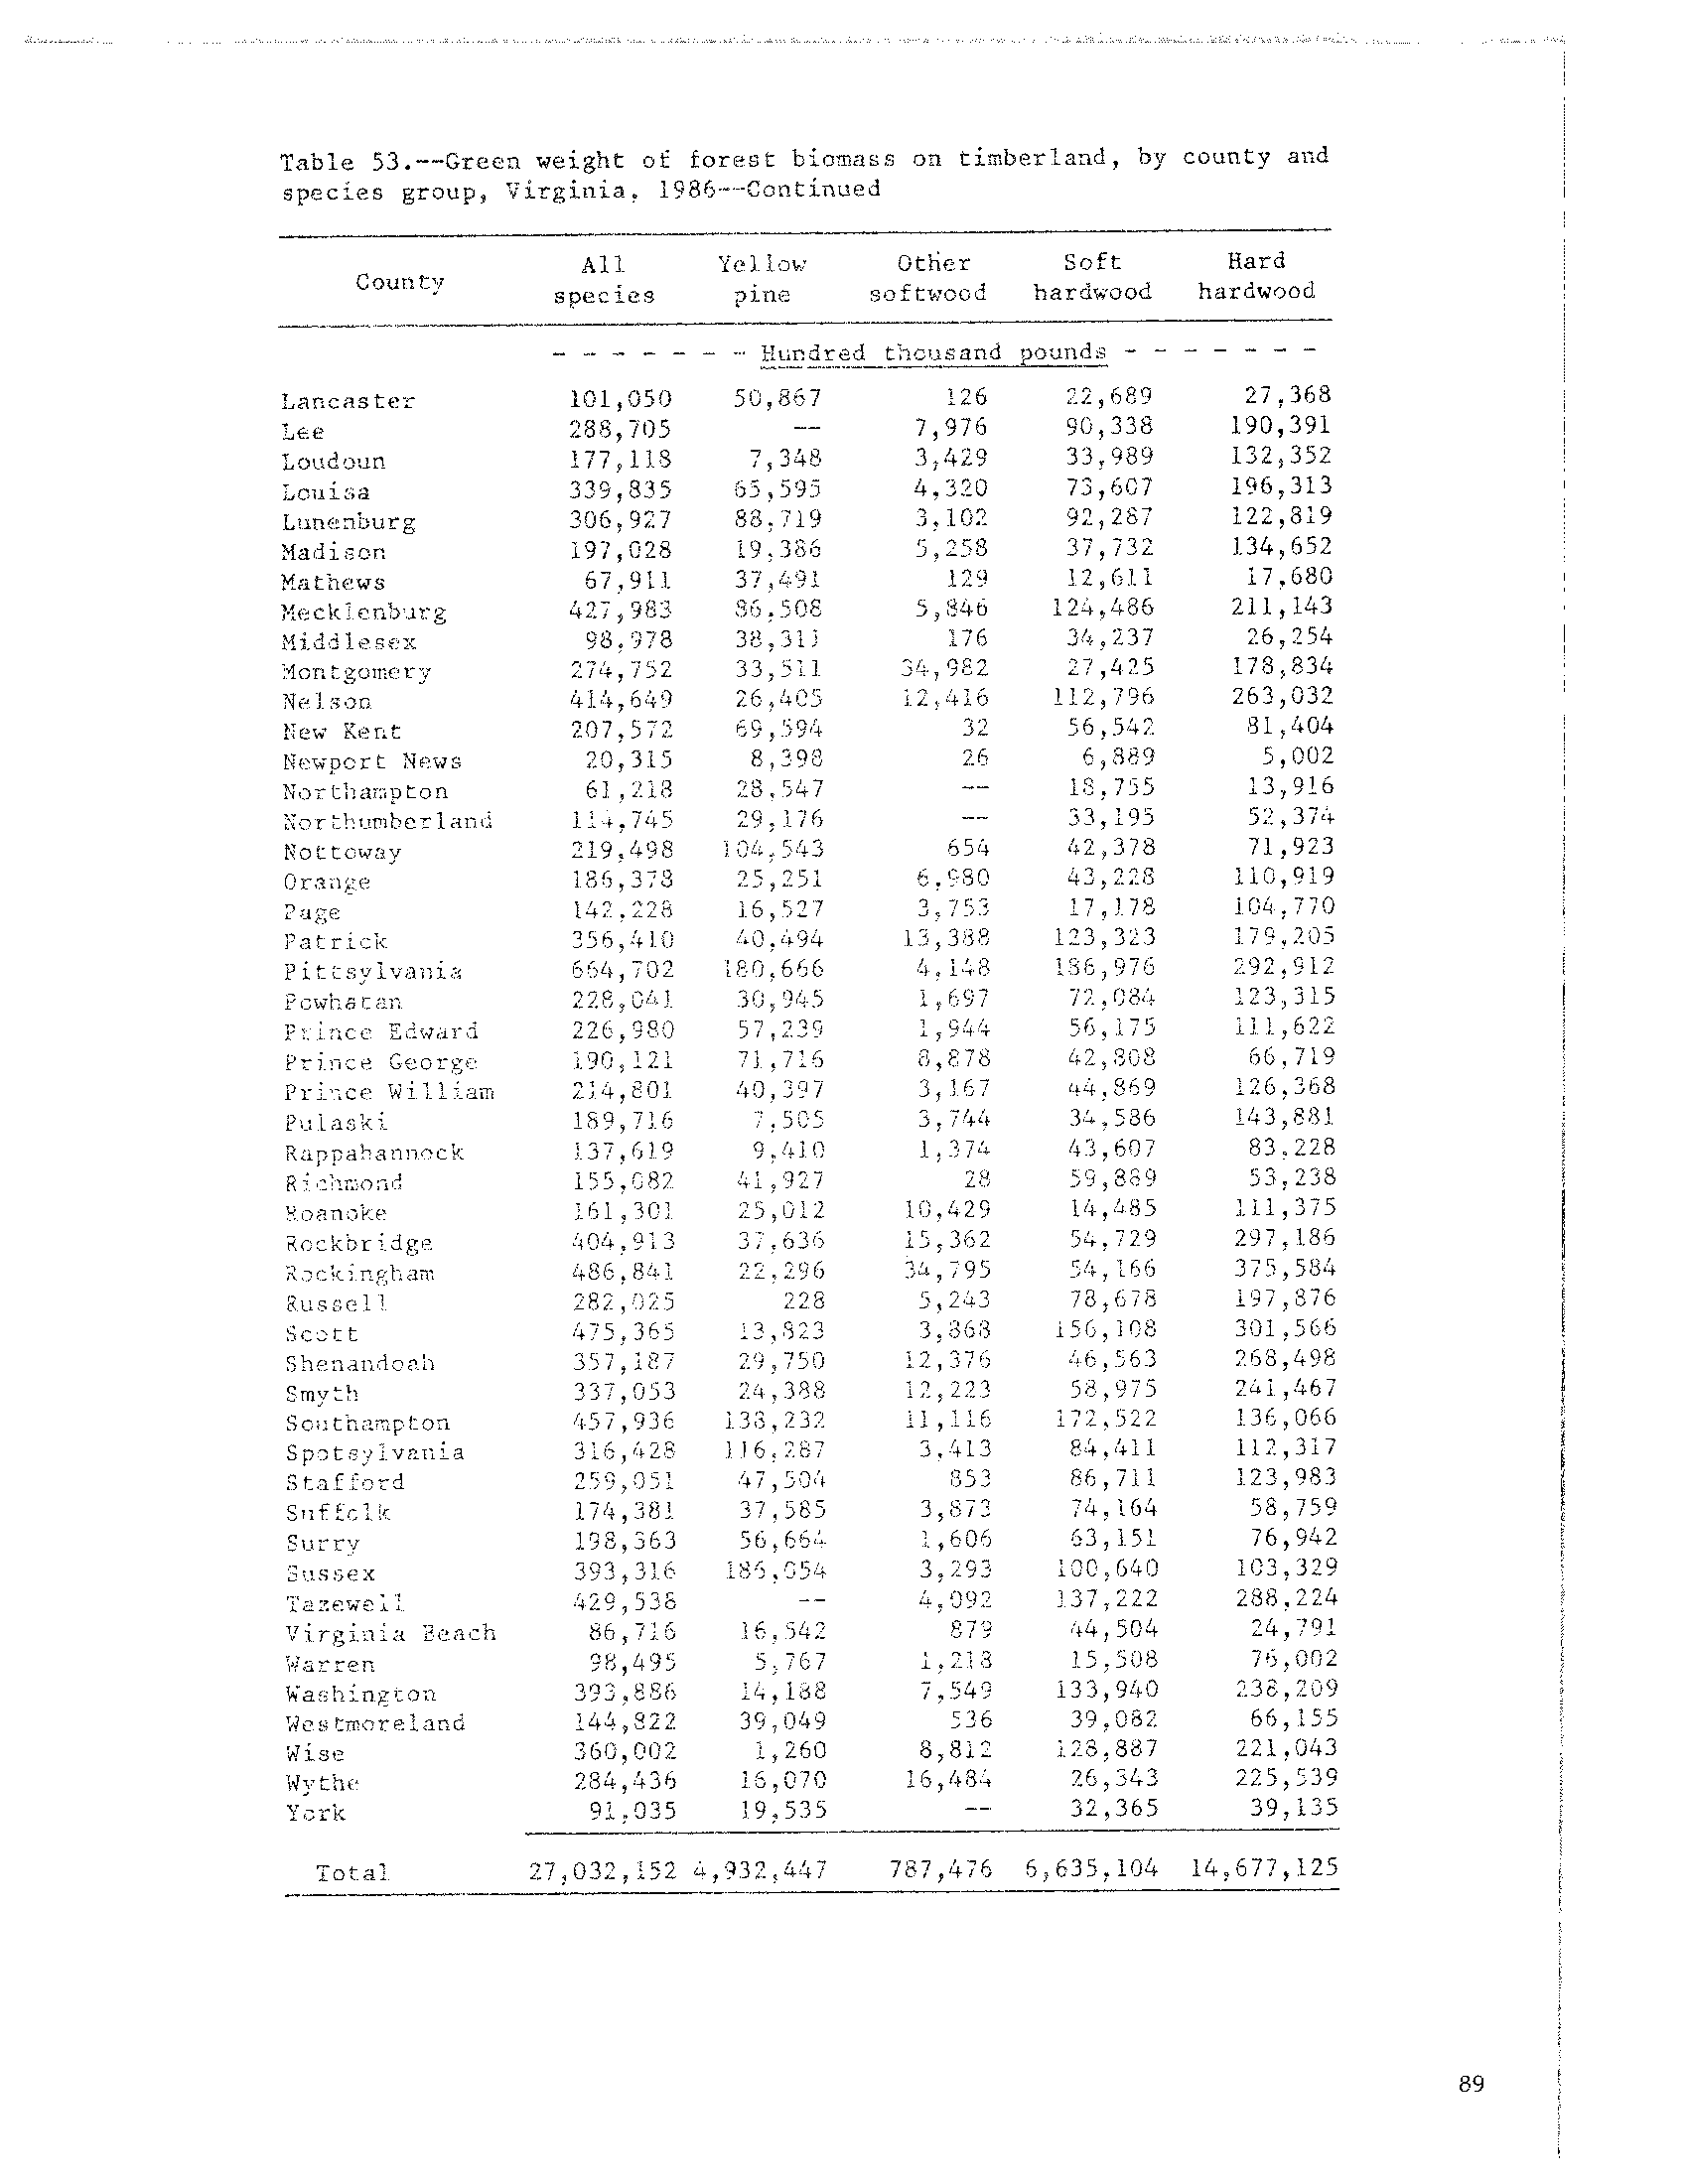 Table 53.--Green weight of forest biomass on timberland, by county and
species group, Virginia, 1986--Continued
County All species Yellow pine Other softwood Soft hardwood Hard hardwood
- - - - - - - Hundred thousand pounds - - - - - - -
Lancaster 101,050 50,867 126 22,689 27,368
Lee 288,705 -- 7,976 90,338 190,391
Loudoun 177,118 7,348 3,429 33,989 132,352
Louisa 339,835 65,595 4,320 73,607 196,313
Lunenburg 306,927 88,719 3,102 92,287 122,819
Madison 197,028 19,386 5,258 37,732 134,652
Mathews 67,911 37,491 129 12,611 17,680
Mecklenburg 427,983 86,508 5,846 124,486 211,143
Middlesex 98,978 38,311 176 34,237 26,254
Montgomery 274,752 33,511 34,982 27,425 178,834
Nelson 414,649 26,405 12,416 112,796 263,032
New Kent 207,572 69,594 32 56,542 81,404
Newport News 20,315 8,398 26 6,889 5,002
Northampton 61,218 28,547 -- 18,755 13,916
Northumberland 114,745 29,176 -- 33,195 52,374
Nottoway 219,498 104,543 654 42,378 71,923
Orange 186,378 25,251 6,980 43,228 110,919
Page 142,228 16,527 3,753 17,178 104,770
Patrick 356,410 40,494 13,388 123,323 179,205
Pittsylvania 664,702 180,666 4,148 186,976 292,912
Powhatan 228,041 30,945 1,697 72,084 123,315
Prince Edward 226,980 57,239 1,944 56,175 111,622
Prince George 190,121 71,716 8,878 42,808 66,719
Prince William 214,801 40,397 3,167 44,869 126,368
Pulaski 189,716 7,505 3,744 34,586 143,881
Rappahannock 137,619 9,410 1,374 43,607 83,228
Richmond 155,082 41,927 28 59,889 53,238
Roanoke 161,301 25,012 10,429 14,485 111,375
Rockbridge 404,913 37,636 15,362 54,729 297,186
Rockingham 486,841 22,296 34,795 54,166 375,584
Russell 282,025 228 5,243 78,678 197,876
Scott 475,365 13,823 3,868 156,108 301,566
Shenandoah 357,187 29,750 12,376 46,563 268,498
Smyth 337,053 24,388 12,223 58,975 241,467
Southampton 457,936 138,232 11,116 172,522 136,066
Spotsylvania 316,428 116,287 3,413 84,411 112,317
Stafford 259,051 47,504 853 86,711 123,983
Suffolk 174,381 37,585 3,873 74,164 58,759
Surry 198,363 56,664 1,606 63,151 76,942
Sussex 393,316 186,054 3,293 100,640 103,329
Tazewell 429,538 -- 4,092 137,222 288,224
Virginia Beach 86,716 16,542 879 44,504 24,791
Warren 98,495 5,767 1,218 15,508 76,002
Washington 393,886 14,188 7,549 133,940 238,209
Westmoreland 144,822 39,049 536 39,082 66,155
Wise 360,002 1,260 8,812 128,887 221,043
Wythe 284,436 16,070 16,484 26,343 225,539
York 91,035 19,535 -- 32,365 39,135
Total 27,032,152 4,932,447 787,476 6,635,104 14,677,125
89